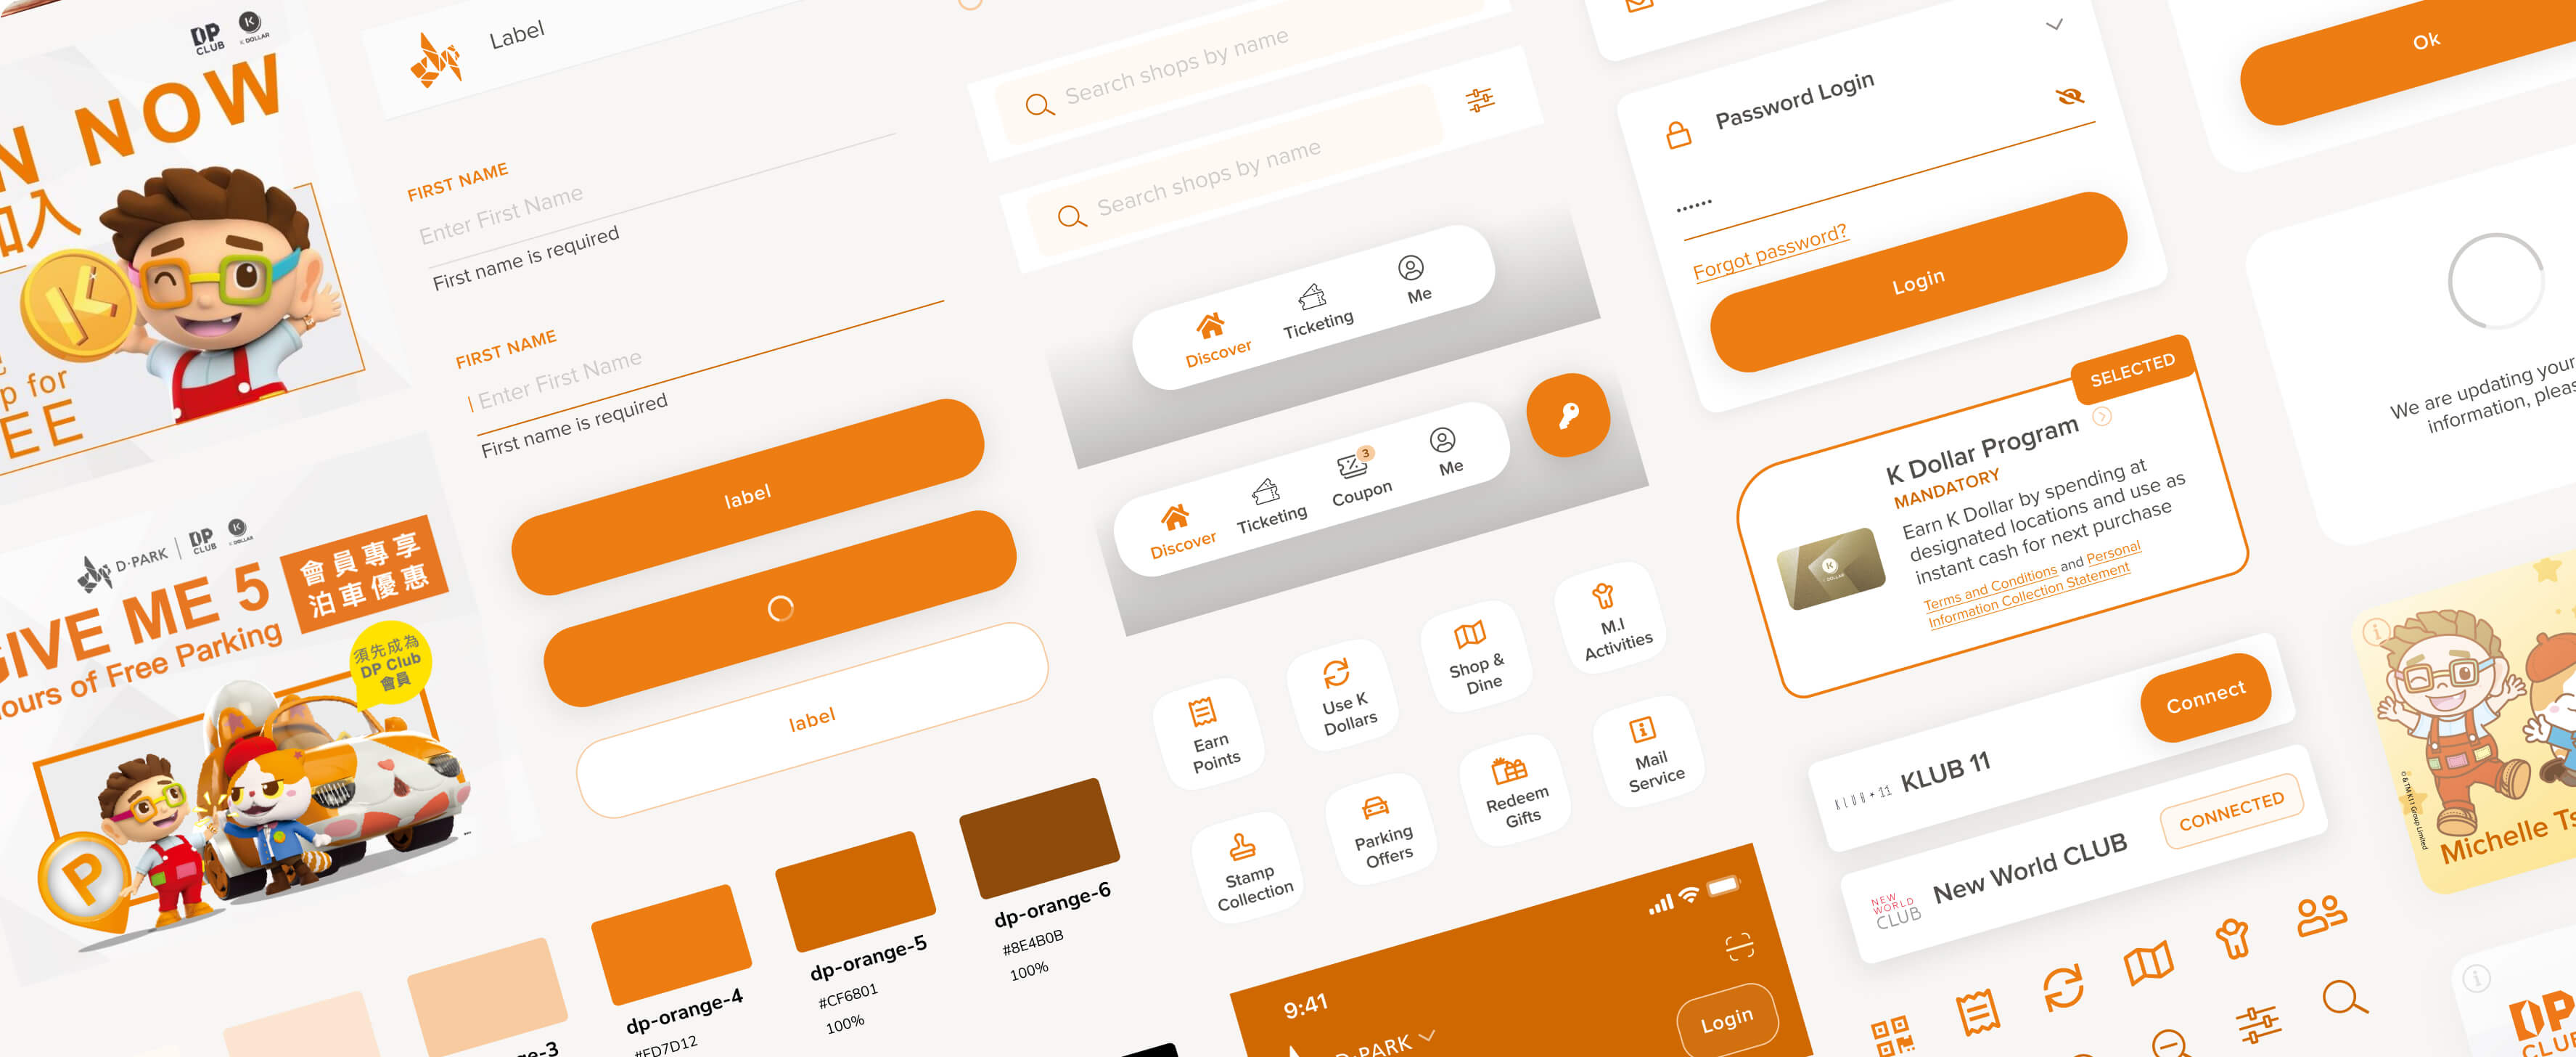 DP
CLUB
K DOLLAR
N NOW
加入
p for
EE
D·PARK
DP
CLUB
K DOLLAR
GIVE ME 5
ours of Free Parking
會員專享
泊車優惠
須先成為
DP Club
會員
P
Label
FIRST NAME
Enter First Name
First name is required
FIRST NAME
Enter First Name
First name is required
label
label
-3
dp-orange-4
#ED7D12
dp-orange-5
#CF6801
100%
dp-orange-6
#8E4B0B
100%
Search shops by name
Search shops by name
Discover
Ticketing
Me
Discover
Ticketing
Coupon
3
Me
Earn
Points
Use K
Dollars
Shop &
Dine
M.I
Activities
Stamp
Collection
Parking
Offers
Redeem
Gifts
Mail
Service
9:41
D·PARK
Login
Password Login
Forgot password?
Login
SELECTED
K Dollar Program
MANDATORY
Earn K Dollar by spending at
designated locations and use as
instant cash for next purchase
Terms and Conditions and Personal
Information Collection Statement
KLUB 11
KLUB 11
Connect
NEW
WORLD
CLUB
New World CLUB
CONNECTED
Ok
We are updating your
information, pleas
© & TM K11 Group Limited
Michelle Ts
DP
CLU